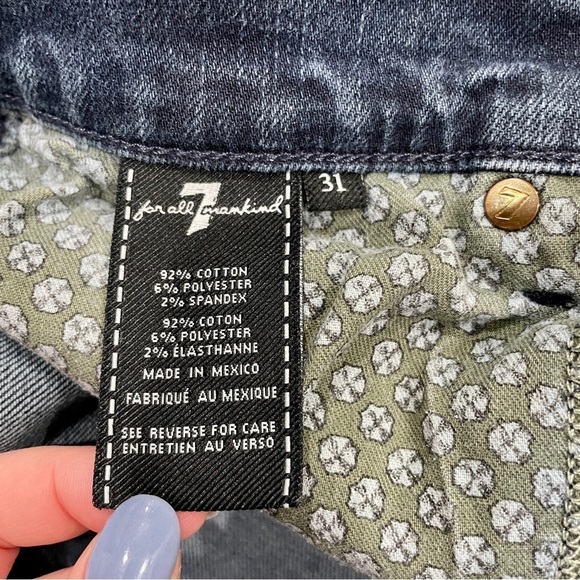 7
for all mankind
31
7
92% COTTON
6% POLYESTER
2% SPANDEX
92% COTON
6% POLYESTER
2% ÉLASTHANNE
MADE IN MEXICO
FABRIQUÉ AU MEXIQUE
SEE REVERSE FOR CARE
ENTRETIEN AU VERSO